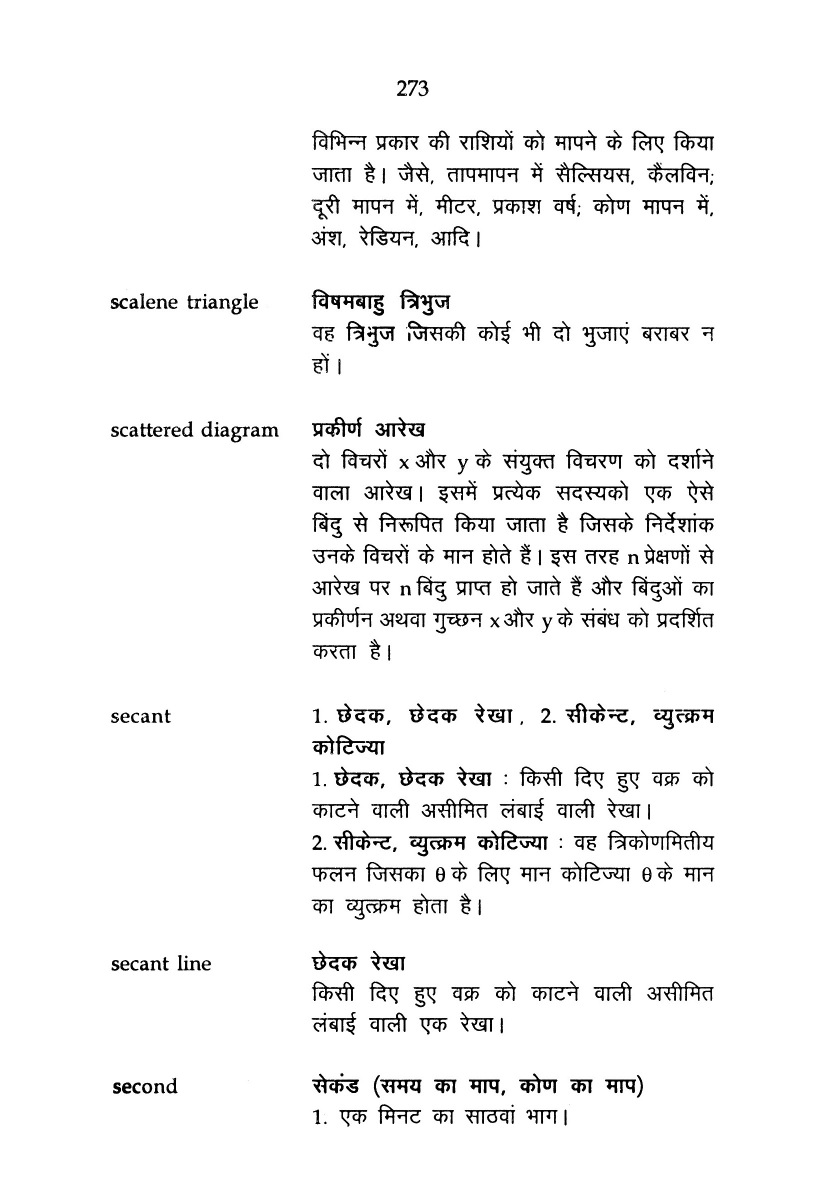 273
विभिन्न प्रकार की राशियों को मापने के लिए किया
जाता है। जैसे, तापमापन में सैल्सियस, कैलविन;
दूरी मापन में, मीटर, प्रकाश वर्ष; कोण मापन में,
अंश, रेडियन, आदि।
scalene triangle विषमबाहु त्रिभुज
वह त्रिभुज जिसकी कोई भी दो भुजाएं बराबर न
हों।
scattered diagram प्रकीर्ण आरेख
दो विचरों x और y के संयुक्त विचरण को दर्शाने
वाला आरेख। इसमें प्रत्येक सदस्यको एक ऐसे
बिंदु से निरूपित किया जाता है जिसके निर्देशांक
उनके विचरों के मान होते हैं। इस तरह n प्रेक्षणों से
आरेख पर n बिंदु प्राप्त हो जाते हैं और बिंदुओं का
प्रकीर्णन अथवा गुच्छन x और y के संबंध को प्रदर्शित
करता है।
secant 1. छेदक, छेदक रेखा, 2. सीकेन्ट, व्युत्क्रम
कोटिज्या
1. छेदक, छेदक रेखा : किसी दिए हुए वक्र को
काटने वाली असीमित लंबाई वाली रेखा।
2. सीकेन्ट, व्युत्क्रम कोटिज्या : वह त्रिकोणमितीय
फलन जिसका θ के लिए मान कोटिज्या θ के मान
का व्युत्क्रम होता है।
secant line छेदक रेखा
किसी दिए हुए वक्र को काटने वाली असीमित
लंबाई वाली एक रेखा।
second सेकंड (समय का माप, कोण का माप)
1. एक मिनट का साठवां भाग।